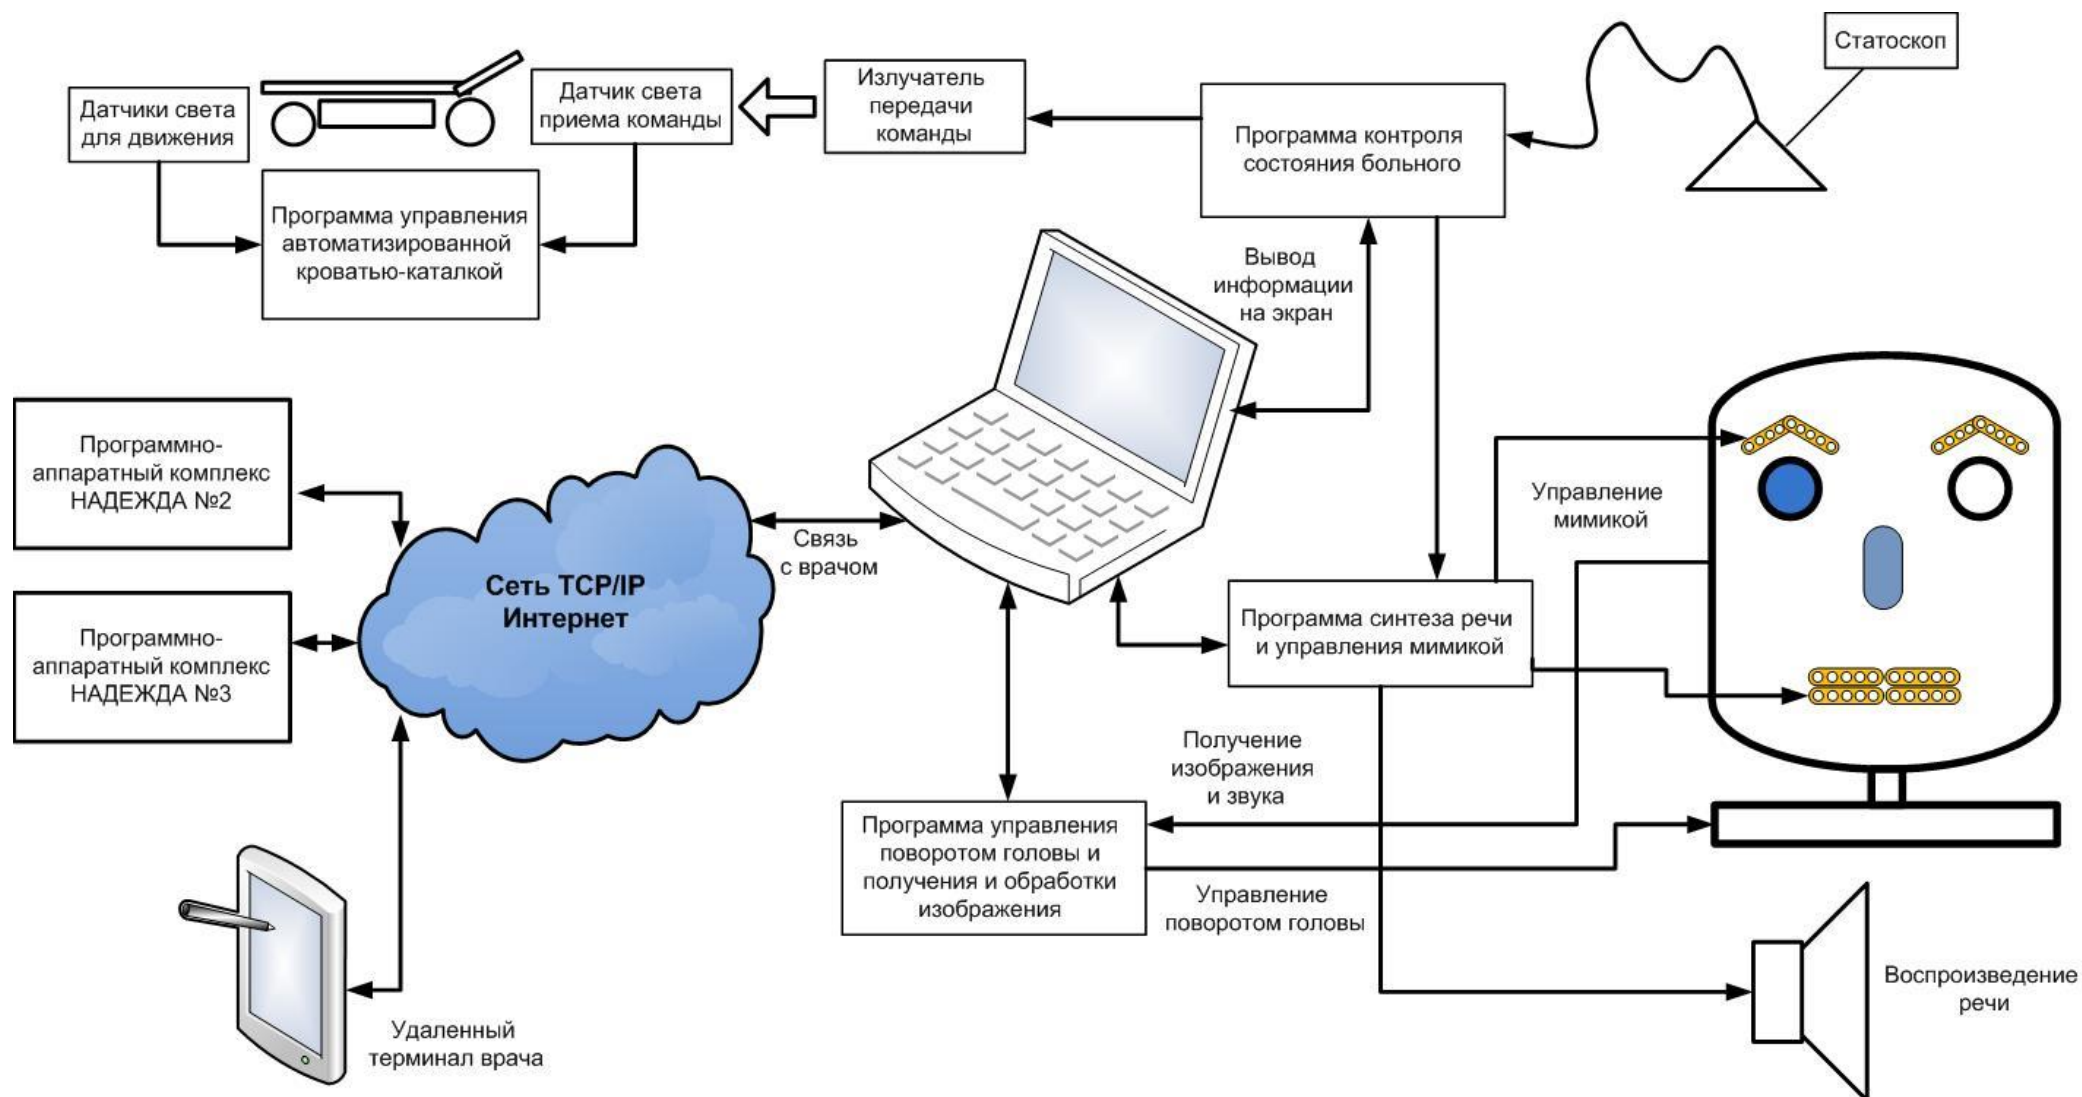 Статоскоп
Датчики света
для движения
Датчик света
приема команды
Излучатель
передачи
команды
Программа контроля
состояния больного
Программа управления
автоматизированной
кроватью-каталкой
Вывод
информации
на экран
Программно-
аппаратный комплекс
НАДЕЖДА №2
Управление
мимикой
Связь
с врачом
Сеть TCP/IP
Интернет
Программно-
аппаратный комплекс
НАДЕЖДА №3
Программа синтеза речи
и управления мимикой
Получение
изображения
и звука
Программа управления
поворотом головы и
получения и обработки
изображения
Управление
поворотом головы
Воспроизведение
речи
Удаленный
терминал врача